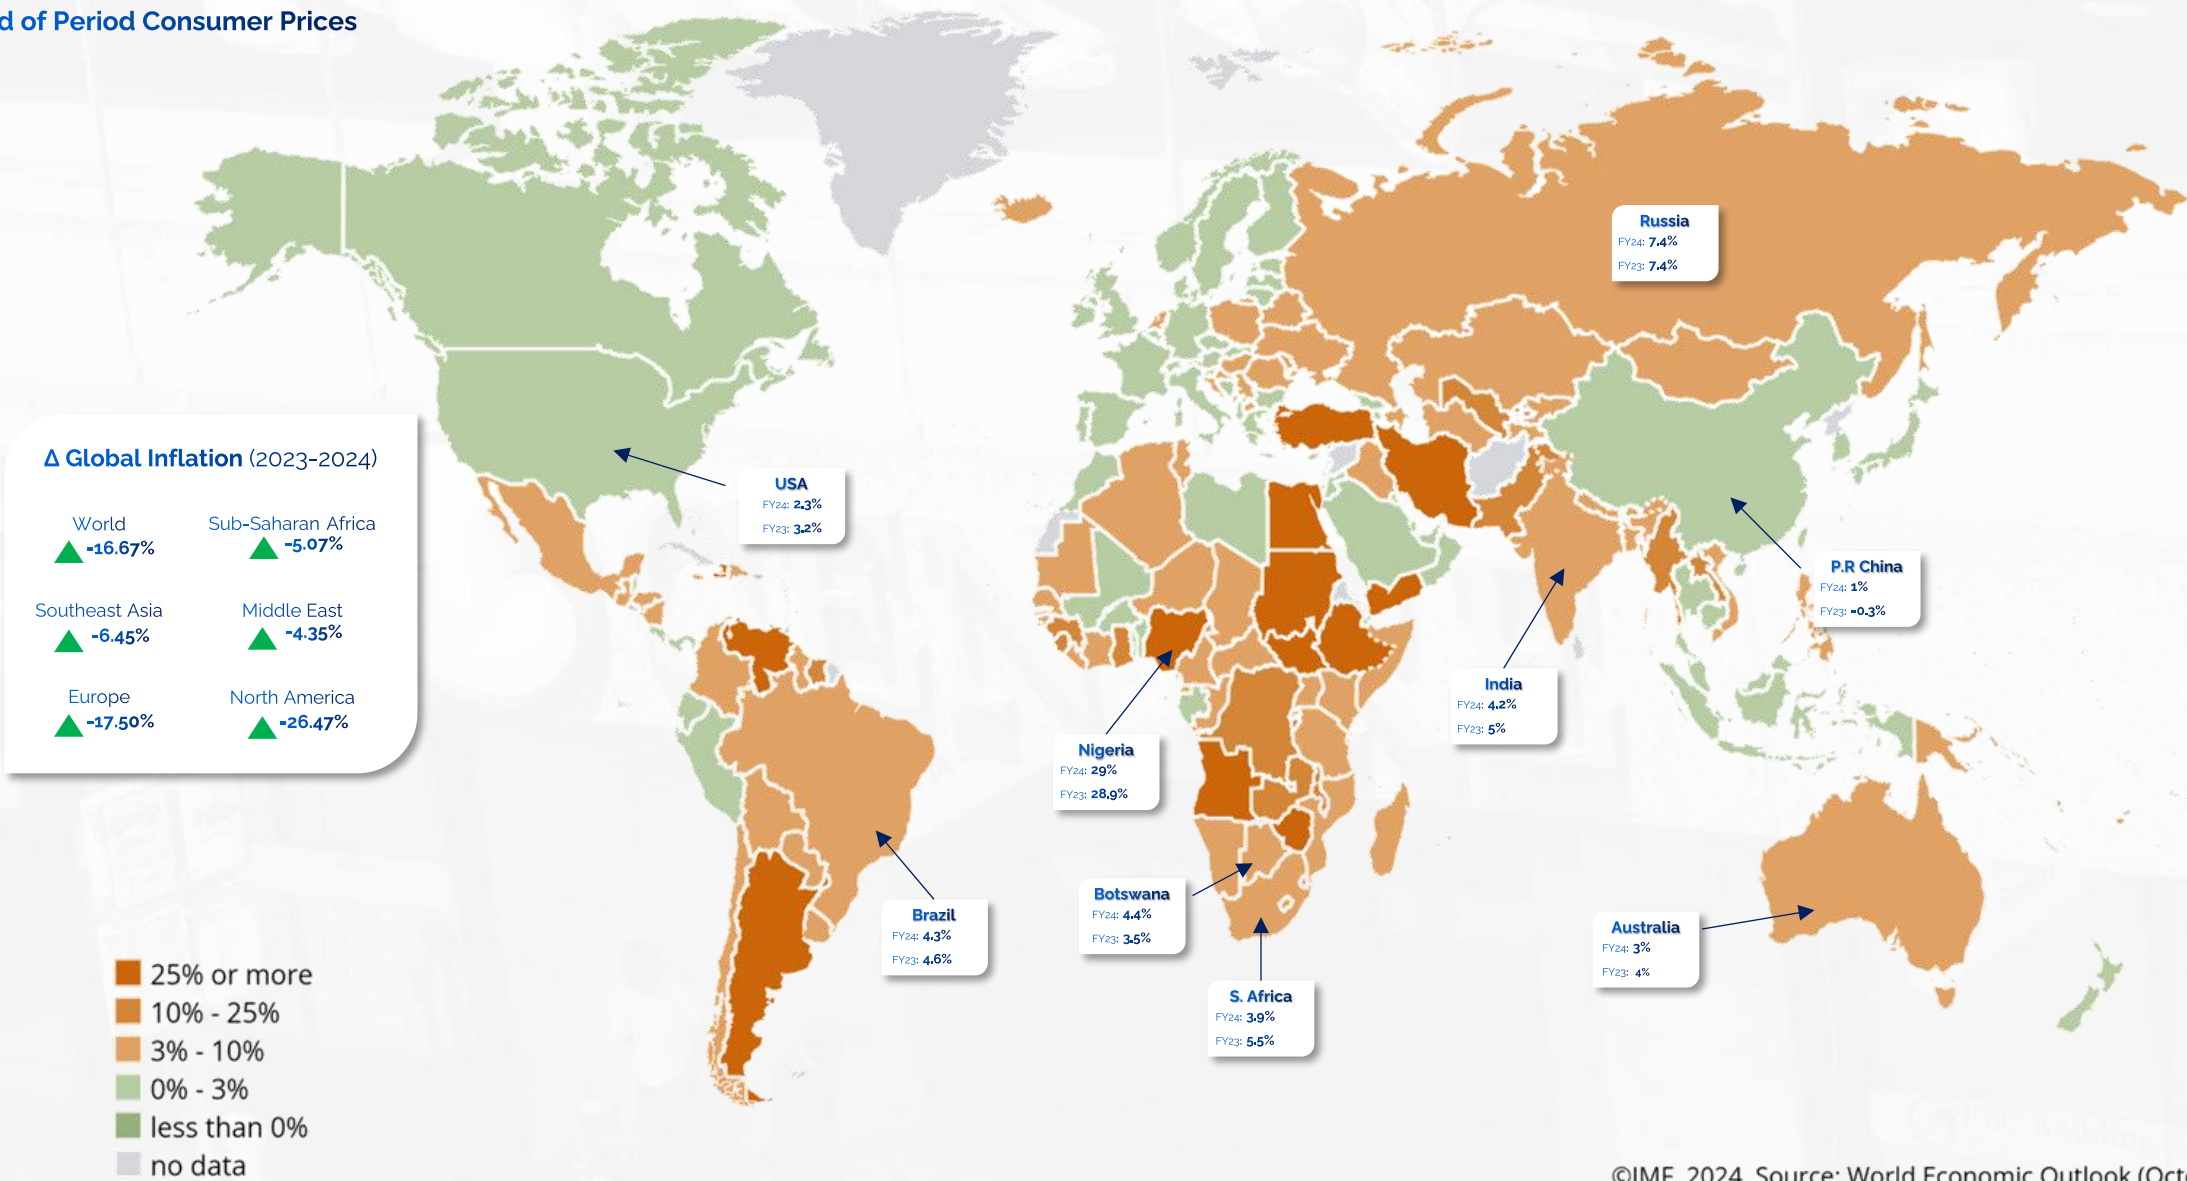 d of Period Consumer Prices
Δ Global Inflation (2023-2024)
World
-16.67%
Sub-Saharan Africa
-5.07%
Southeast Asia
-6.45%
Middle East
-4.35%
Europe
-17.50%
North America
-26.47%
USA
FY24: 2.3%
FY23: 3.2%
Russia
FY24: 7.4%
FY23: 7.4%
P.R China
FY24: 1%
FY23: -0.3%
India
FY24: 4.2%
FY23: 5%
Nigeria
FY24: 29%
FY23: 28.9%
Brazil
FY24: 4.3%
FY23: 4.6%
Botswana
FY24: 4.4%
FY23: 3.5%
S. Africa
FY24: 3.9%
FY23: 5.5%
Australia
FY24: 3%
FY23: 4%
25% or more
10% - 25%
3% - 10%
0% - 3%
less than 0%
no data
©IMF, 2024, Source: World Economic Outlook (Octo